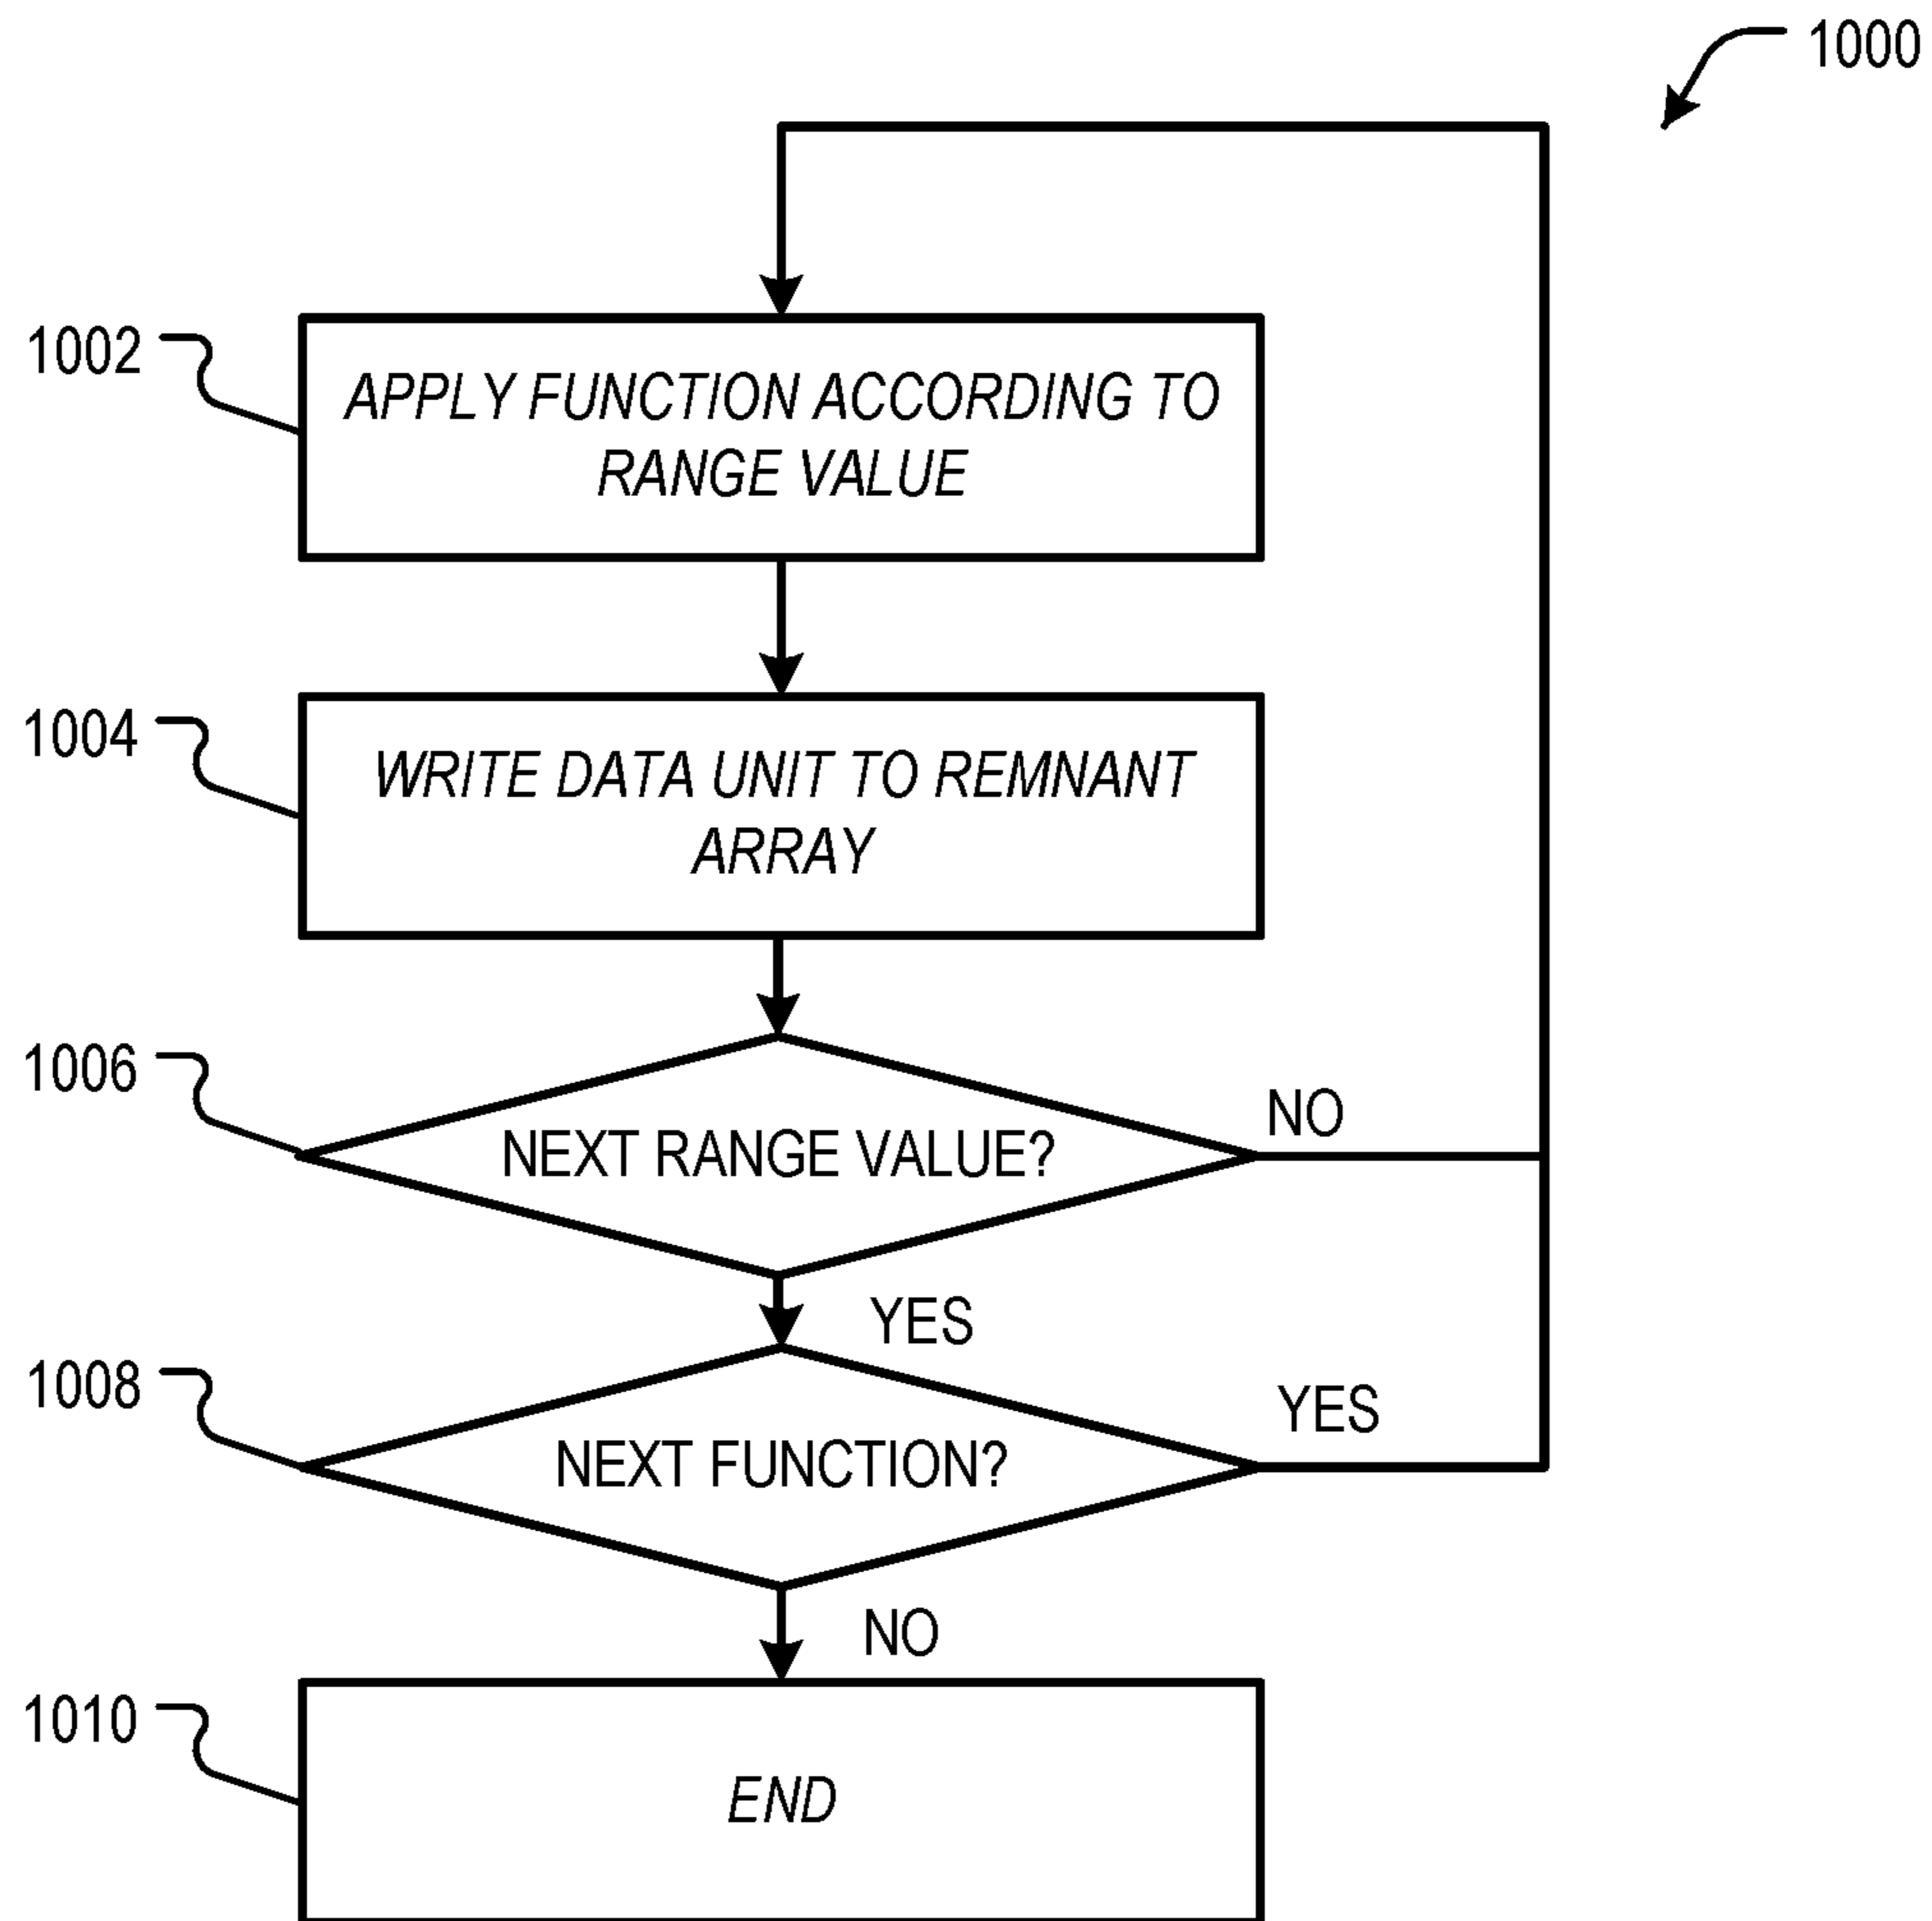 1000
1002
APPLY FUNCTION ACCORDING TO
RANGE VALUE
1004
WRITE DATA UNIT TO REMNANT
ARRAY
1006
NEXT RANGE VALUE?
NO
YES
1008
NEXT FUNCTION?
YES
NO
1010
END